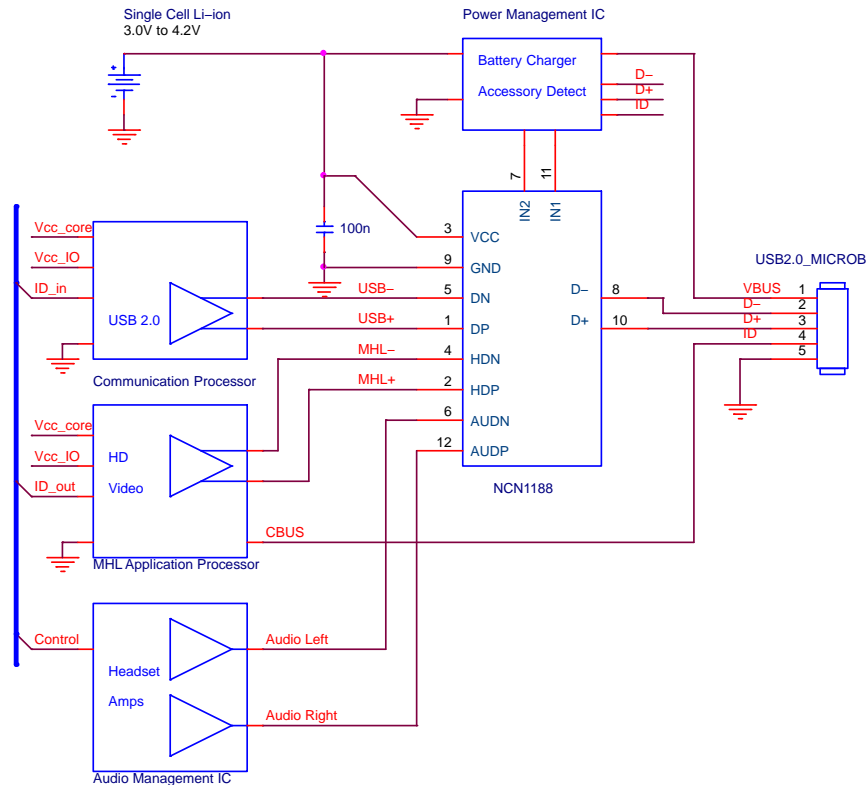 Single Cell Li–ion
3.0V to 4.2V
Power Management IC
+
–
Battery Charger
Accessory Detect
D–
D+
ID
7
11
IN2
IN1
Vcc_core
Vcc_IO
ID_in
USB 2.0
Communication Processor
100n
USB–
USB+
MHL–
MHL+
3
VCC
9
GND
5
DN
1
DP
4
HDN
2
HDP
6
AUDN
12
AUDP
D–
8
D+
10
NCN1188
USB2.0_MICROB
VBUS
1
D–
2
D+
3
ID
4
5
Vcc_core
Vcc_IO
ID_out
HD
Video
CBUS
MHL Application Processor
Control
Headset
Amps
Audio Left
Audio Right
Audio Management IC